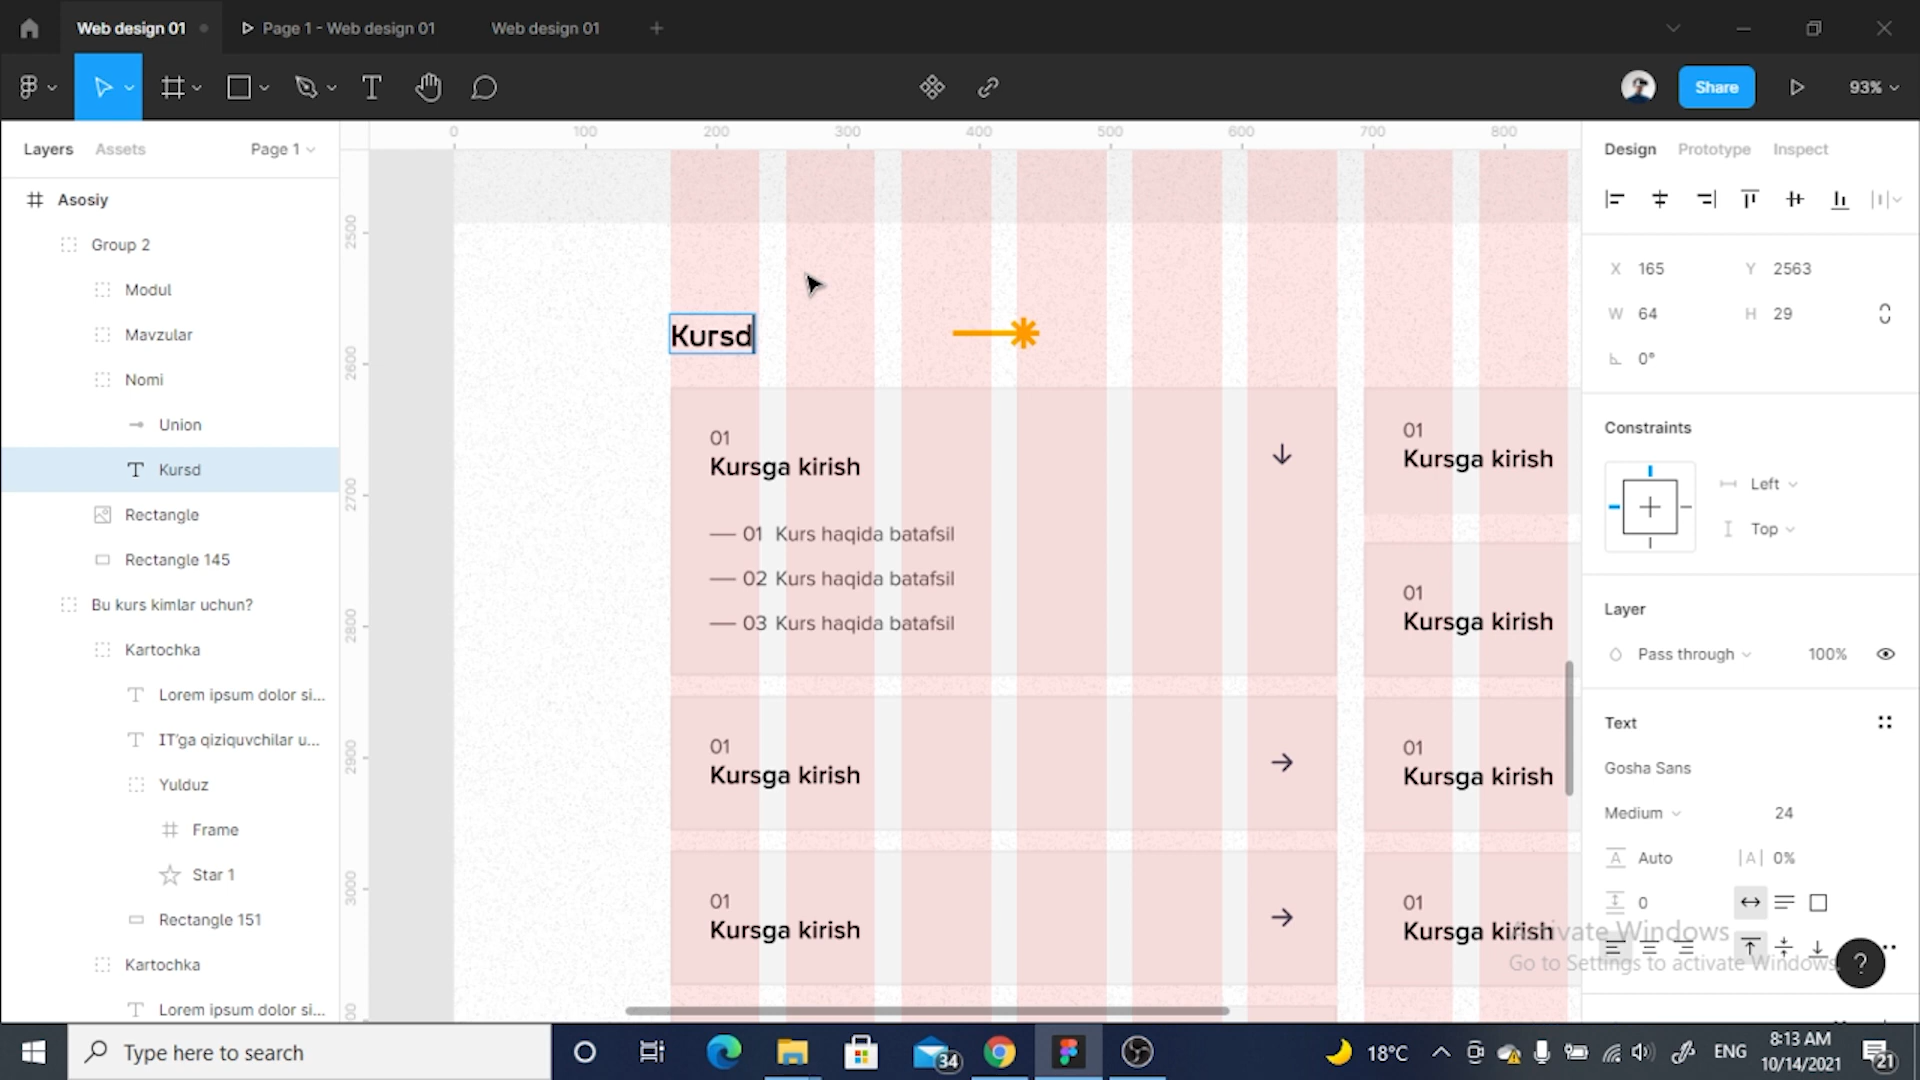 Web design 01
Page 1 - Web design 01
Web design 01
Share
93%
Layers
Assets
Page 1
Asosiy
Group 2
Modul
Mavzular
Nomi
Union
Kursd
Rectangle
Rectangle 145
Bu kurs kimlar uchun?
Kartochka
Lorem ipsum dolor si...
IT'ga qiziquvchilar u...
Yulduz
Frame
Star 1
Rectangle 151
Kartochka
Lorem ipsum dolor si...
0 100 200 300 400 500 600 700 800
2500
2600
2700
2800
2900
3000
Kursd
01
Kursga kirish
01 Kurs haqida batafsil
02 Kurs haqida batafsil
03 Kurs haqida batafsil
01
Kursga kirish
01
Kursga kirish
01
Kursga kirish
01
Kursga kirish
01
Kursga kirish
01
Kursga kirish
Design
Prototype
Inspect
X 165
Y 2563
W 64
H 29
0°
Constraints
Left
Top
Layer
Pass through
100%
Text
Gosha Sans
Medium
24
Auto
0%
0
Activate Windows
Go to Settings to activate Windows.
?
Type here to search
34
18°C
ENG
8:13 AM
10/14/2021
21